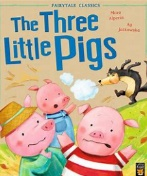 FAIRYTALE CLASSICS
The Three
Little Pigs